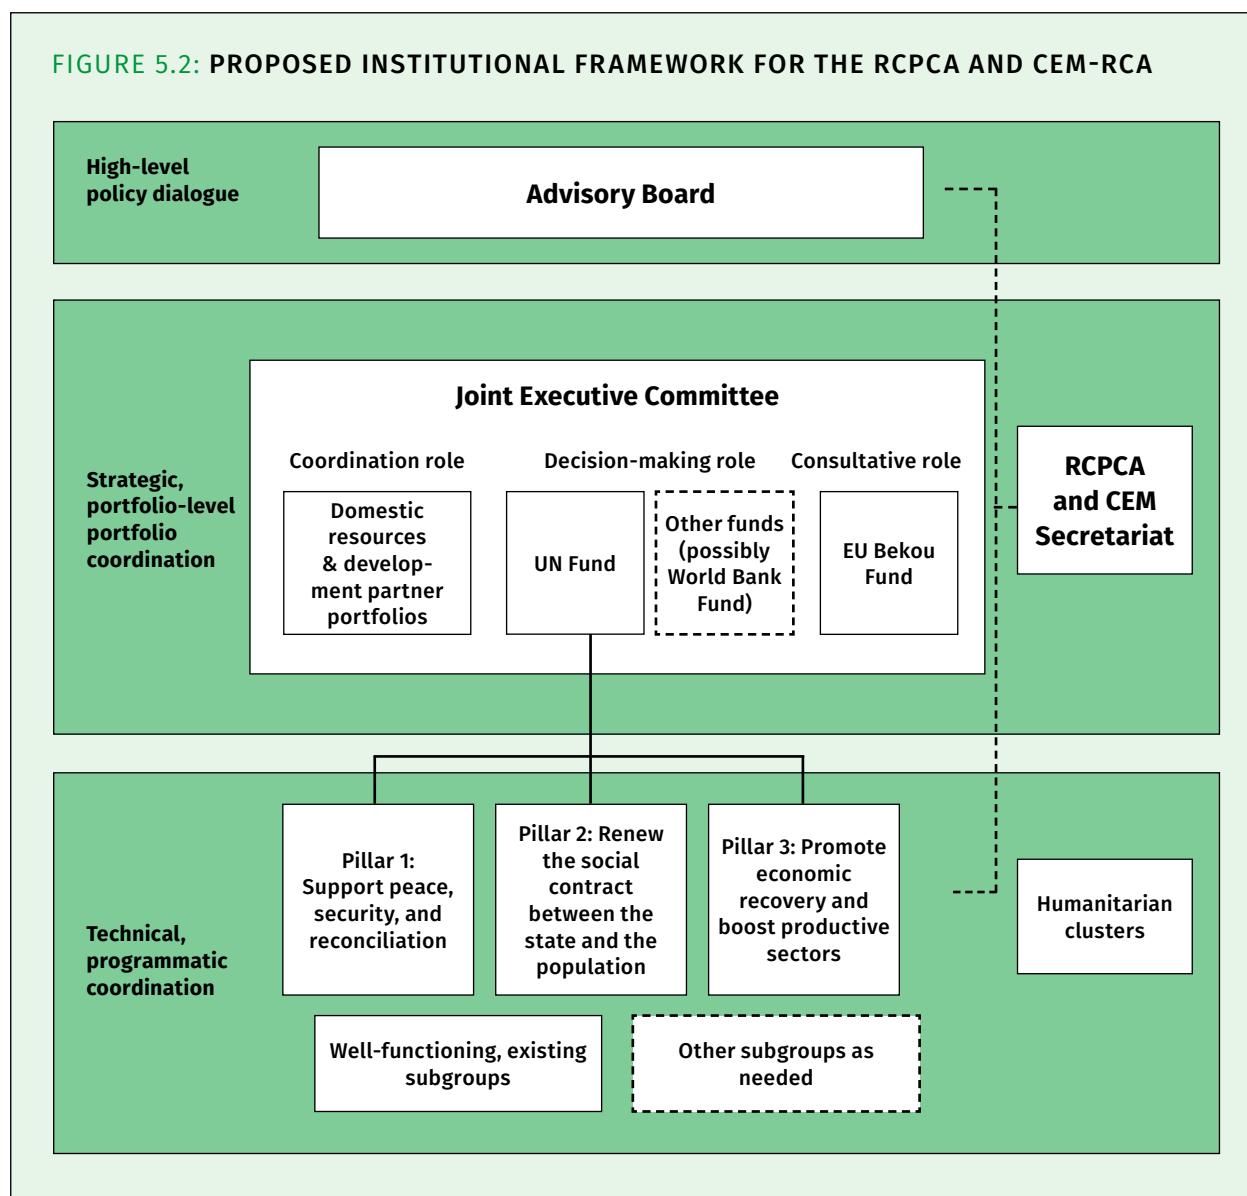 FIGURE 5.2: PROPOSED INSTITUTIONAL FRAMEWORK FOR THE RCPCA AND CEM-RCA
High-level
policy dialogue
Advisory Board
Strategic,
portfolio-level
portfolio
coordination
Joint Executive Committee
Coordination role
Decision-making role
Consultative role
Domestic
resources
& develop-
ment partner
portfolios
UN Fund
Other funds
(possibly
World Bank
Fund)
EU Bekou
Fund
RCPCA
and CEM
Secretariat
Technical,
programmatic
coordination
Pillar 1:
Support peace,
security, and
reconciliation
Pillar 2: Renew
the social
contract
between the
state and the
population
Pillar 3: Promote
economic
recovery and
boost productive
sectors
Humanitarian
clusters
Well-functioning, existing
subgroups
Other subgroups as
needed